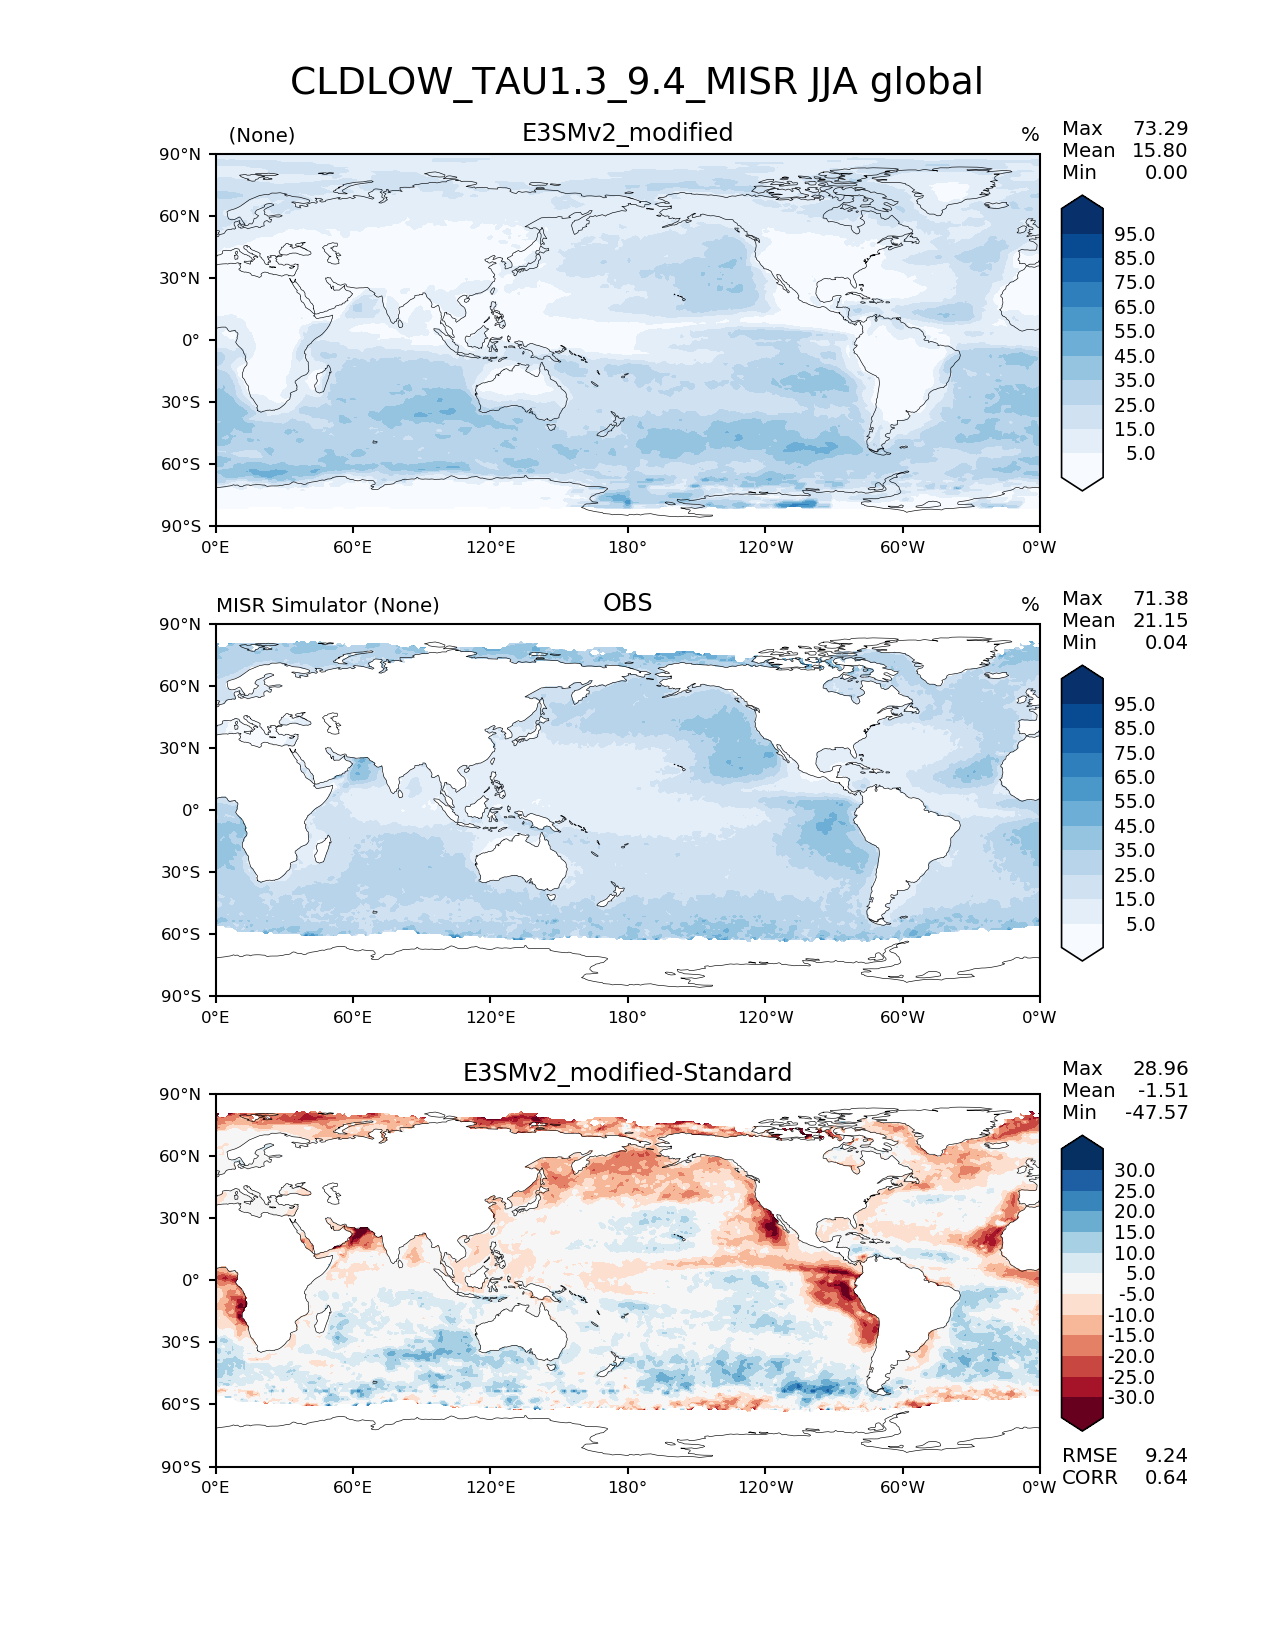 CLDLOW_TAU1.3_9.4_MISR JJA global
(None) E3SMv2_modified %
Max 73.29
Mean 15.80
Min 0.00
90°N
60°N
30°N
0°
30°S
60°S
90°S
0°E 60°E 120°E 180° 120°W 60°W 0°W
95.0
85.0
75.0
65.0
55.0
45.0
35.0
25.0
15.0
5.0
MISR Simulator (None) OBS %
Max 71.38
Mean 21.15
Min 0.04
90°N
60°N
30°N
0°
30°S
60°S
90°S
0°E 60°E 120°E 180° 120°W 60°W 0°W
95.0
85.0
75.0
65.0
55.0
45.0
35.0
25.0
15.0
5.0
E3SMv2_modified-Standard
Max 28.96
Mean -1.51
Min -47.57
90°N
60°N
30°N
0°
30°S
60°S
90°S
0°E 60°E 120°E 180° 120°W 60°W 0°W
30.0
25.0
20.0
15.0
10.0
5.0
-5.0
-10.0
-15.0
-20.0
-25.0
-30.0
RMSE 9.24
CORR 0.64